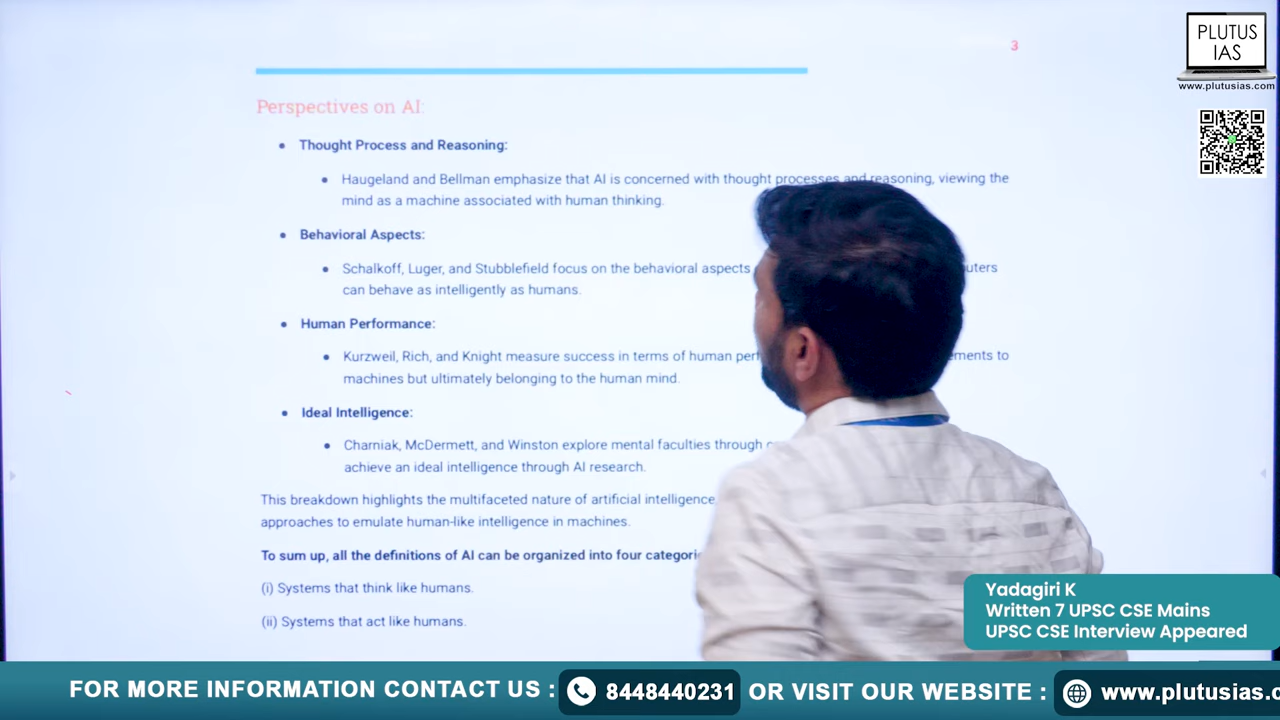 3
PLUTUS
IAS
www.plutusias.com
Perspectives on AI:
• Thought Process and Reasoning:
• Haugeland and Bellman emphasize that AI is concerned with thought processes and reasoning, viewing the
mind as a machine associated with human thinking.
• Behavioral Aspects:
• Schalkoff, Luger, and Stubblefield focus on the behavioral aspects
can behave as intelligently as humans.
• Human Performance:
• Kurzweil, Rich, and Knight measure success in terms of human
machines but ultimately belonging to the human mind.
• Ideal Intelligence:
• Charniak, McDermett, and Winston explore mental faculties through
achieve an ideal intelligence through AI research.
This breakdown highlights the multifaceted nature of artificial intelligence
approaches to emulate human-like intelligence in machines.
To sum up, all the definitions of AI can be organized into four
(i) Systems that think like humans.
(ii) Systems that act like humans.
Yadagiri K
Written 7 UPSC CSE Mains
UPSC CSE Interview Appeared
FOR MORE INFORMATION CONTACT US : 8448440231 OR VISIT OUR WEBSITE : www.plutusias.c